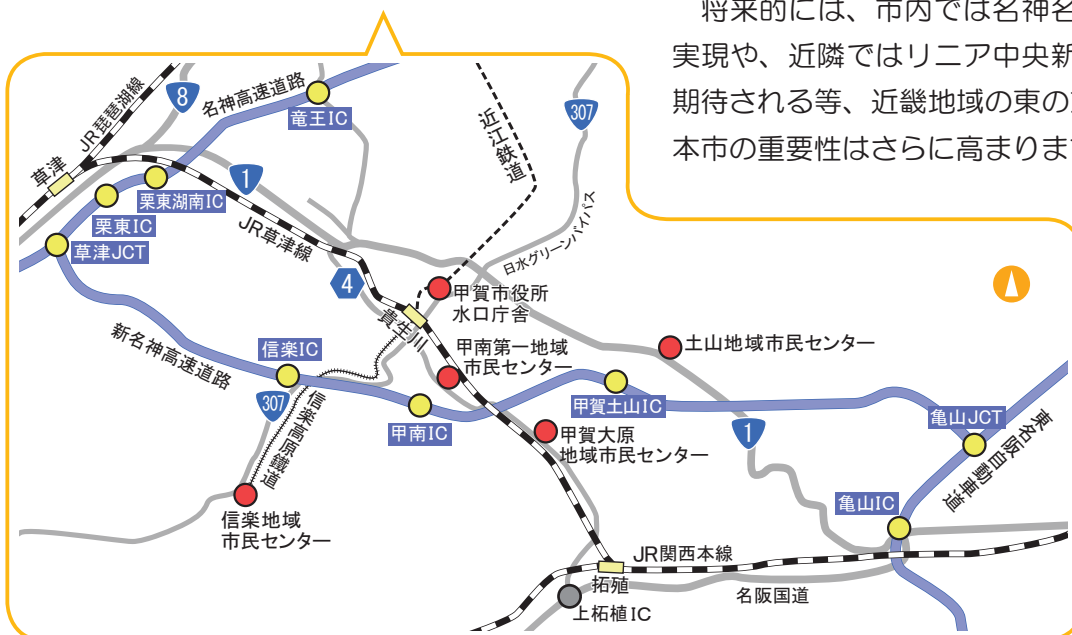 将来的には、市内では名神名
実現や、近隣ではリニア中央新
期待される等、近畿地域の東の
本市の重要性はさらに高まりま
8
JR琵琶湖線
名神高速道路
竜王IC
近江鉄道
307
草津
1
栗東湖南IC
栗東IC
草津JCT
JR草津線
日水グリーンバイパス
4
甲賀市役所
水口庁舎
貴生川
新名神高速道路
信楽IC
甲南第一地域
市民センター
土山地域市民センター
307
信楽高原鐵道
甲南IC
甲賀土山IC
甲賀大原
地域市民センター
1
亀山JCT
東名阪自動車道
信楽地域
市民センター
亀山IC
JR関西本線
拓殖
名阪国道
上柘植IC